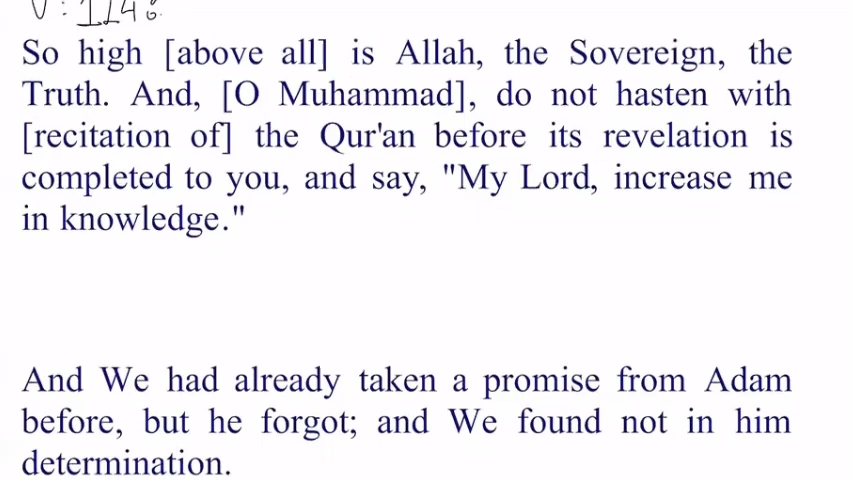 So high [above all] is Allah, the Sovereign, the
Truth. And, [O Muhammad], do not hasten with
[recitation of] the Qur'an before its revelation is
completed to you, and say, "My Lord, increase me
in knowledge."
And We had already taken a promise from Adam
before, but he forgot; and We found not in him
determination.